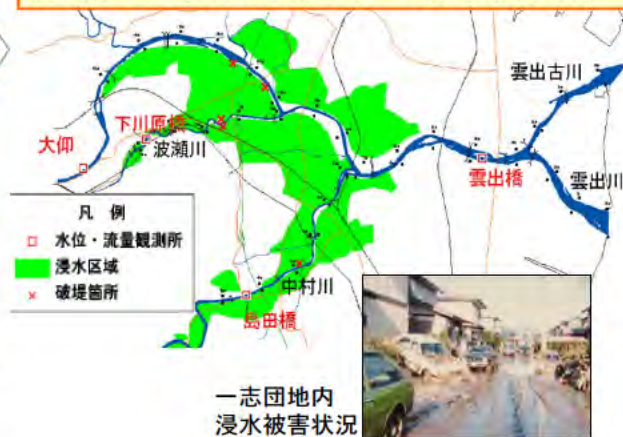 雲出古川
下川原橋
大仰
波瀬川
雲出橋
雲出川
凡 例
水位・流量観測所
浸水区域
破堤箇所
中村川
島田橋
一志団地内
浸水被害状況